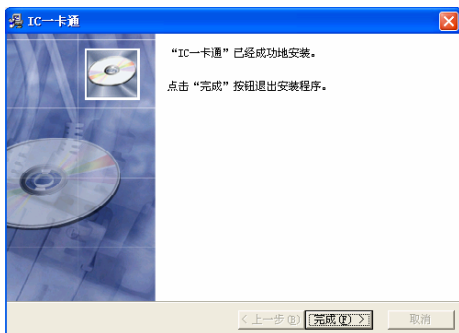 IC一卡通
“IC一卡通”已经成功地安装。
点击“完成”按钮退出安装程序。
< 上一步(B) 完成(F) > 取消